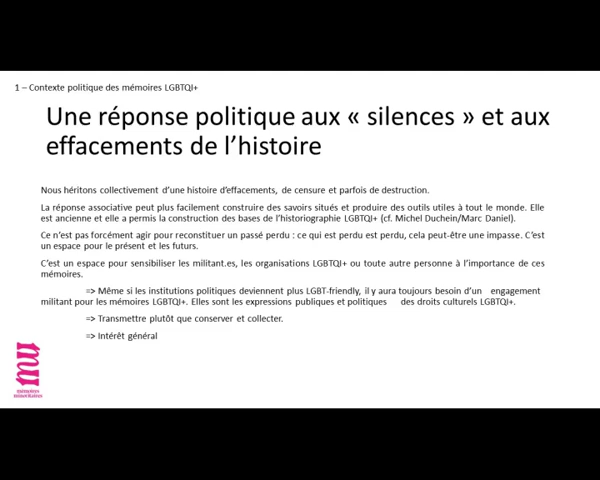 1 – Contexte politique des mémoires LGBTQI+
Une réponse politique aux « silences » et aux
effacements de l'histoire
Nous héritons collectivement d'une histoire d'effacements, de censure et parfois de destruction.
La réponse associative peut plus facilement construire des savoirs situés et produire des outils utiles à tout le monde. Elle
est ancienne et elle a permis la construction des bases de l'historiographie LGBTQI+ (cf. Michel Duchein/Marc Daniel).
Ce n'est pas forcément agir pour reconstituer un passé perdu : ce qui est perdu est perdu, cela peut-être une impasse. C'est
un espace pour le présent et les futurs.
C'est un espace pour sensibiliser les militant.es, les organisations LGBTQI+ ou toute autre personne à l'importance de ces
mémoires.
=> Même si les institutions politiques deviennent plus LGBT-friendly, il y aura toujours besoin d'un engagement
militant pour les mémoires LGBTQI+. Elles sont les expressions publiques et politiques des droits culturels LGBTQI+.
=> Transmettre plutôt que conserver et collecter.
=> Intérêt général
mémoires
minoritaires